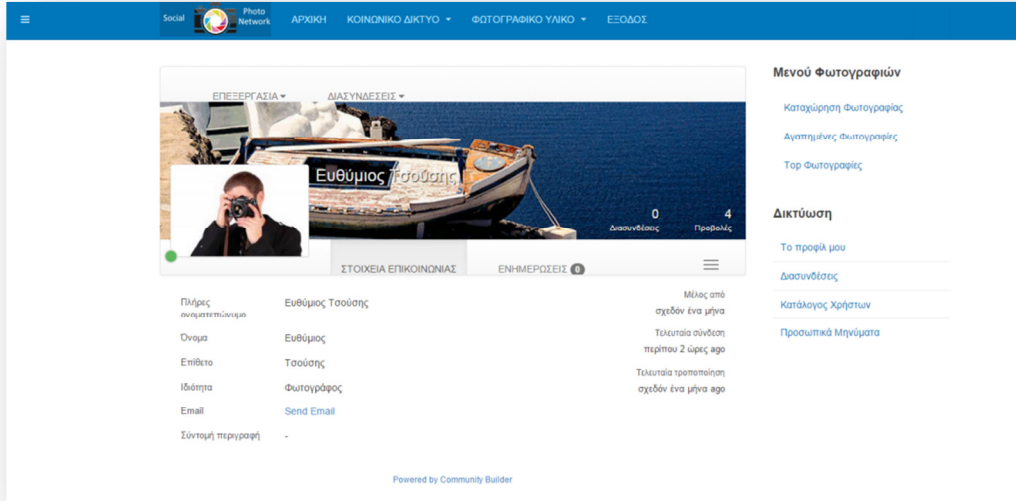 Social Photo Network ΑΡΧΙΚΗ ΚΟΙΝΩΝΙΚΟ ΔΙΚΤΥΟ ΦΩΤΟΓΡΑΦΙΚΟ ΥΛΙΚΟ ΕΞΟΔΟΣ
ΕΠΕΞΕΡΓΑΣΙΑ ΔΙΑΣΥΝΔΕΣΕΙΣ
Ευθύμιος Τσούσης
0 4
Διασυνδέσεις Προβολές
ΣΤΟΙΧΕΙΑ ΕΠΙΚΟΙΝΩΝΙΑΣ ΕΝΗΜΕΡΩΣΕΙΣ 0
Πλήρες ονοματεπώνυμο Ευθύμιος Τσούσης
Όνομα Ευθύμιος
Επίθετο Τσούσης
Ιδιότητα Φωτογράφος
Email Send Email
Σύντομή περιγραφή -
Μέλος από
σχεδόν ένα μήνα
Τελευταία σύνδεση
περίπου 2 ώρες ago
Τελευταία τροποποίηση
σχεδόν ένα μήνα ago
Powered by Community Builder
Μενού Φωτογραφιών
Καταχώρηση Φωτογραφίας
Αγαπημένες Φωτογραφίες
Top Φωτογραφίες
Δικτύωση
Το προφίλ μου
Διασυνδέσεις
Κατάλογος Χρήστων
Προσωπικά Μηνύματα